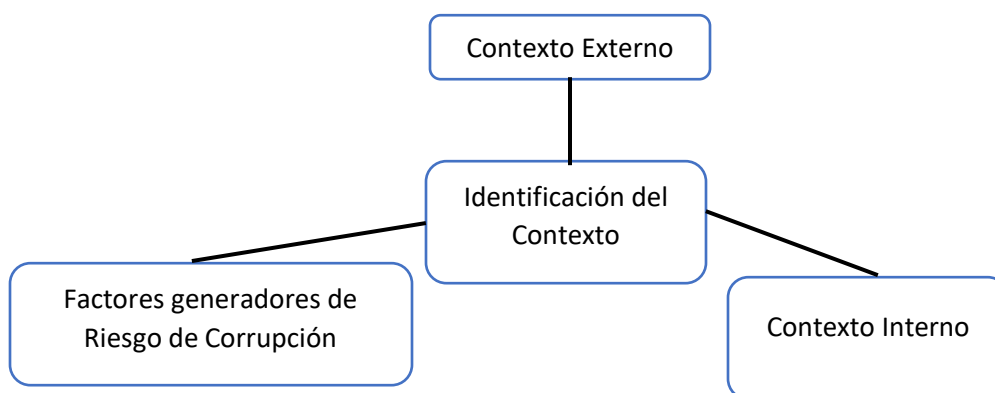 Contexto Externo
Identificación del
Contexto
Factores generadores de
Riesgo de Corrupción
Contexto Interno